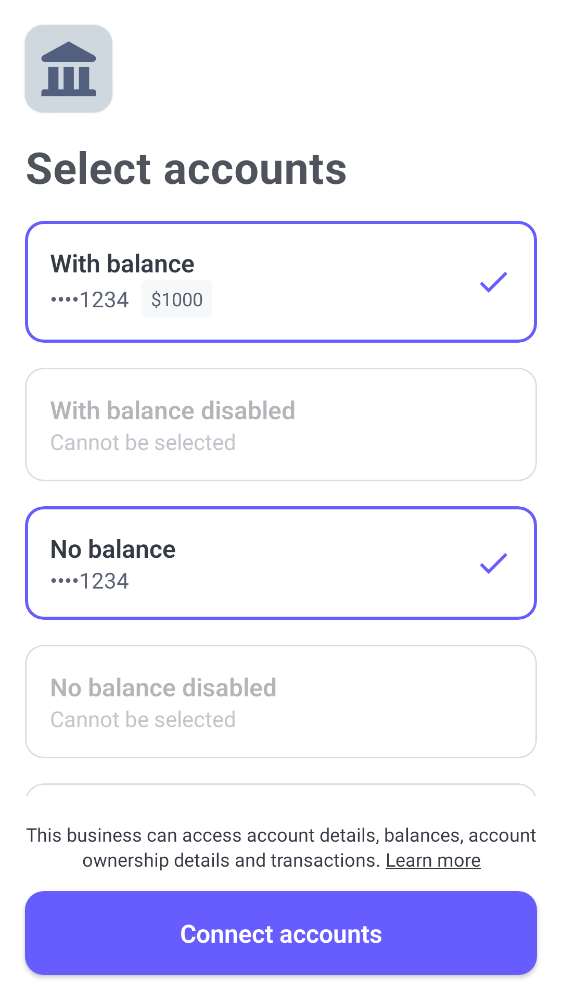 Select accounts
With balance
••••1234 $1000
With balance disabled
Cannot be selected
No balance
••••1234
No balance disabled
Cannot be selected
This business can access account details, balances, account
ownership details and transactions. Learn more
Connect accounts